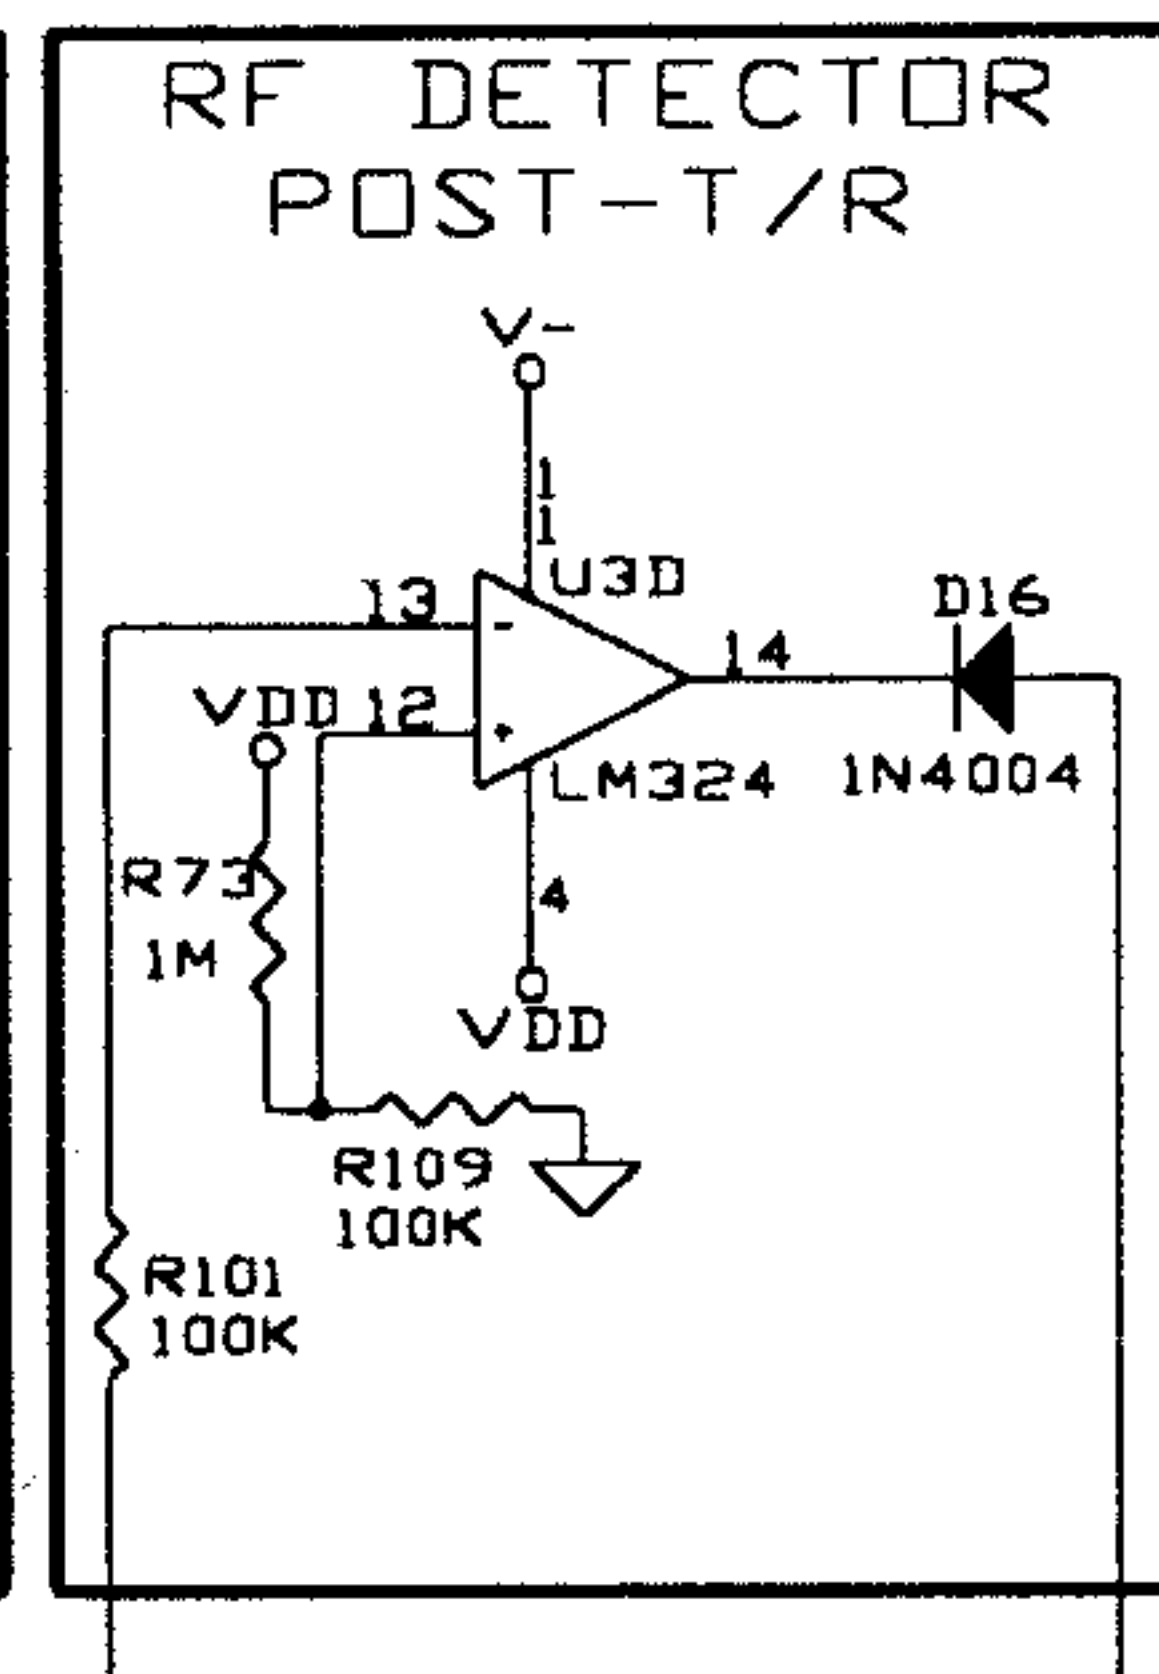 RF DETECTOR
POST-T/R
V-
1
1
U3D
13
-
D16
14
VDD
12
+
LM324
1N4004
R73
4
1M
VDD
R109
100K
R101
100K